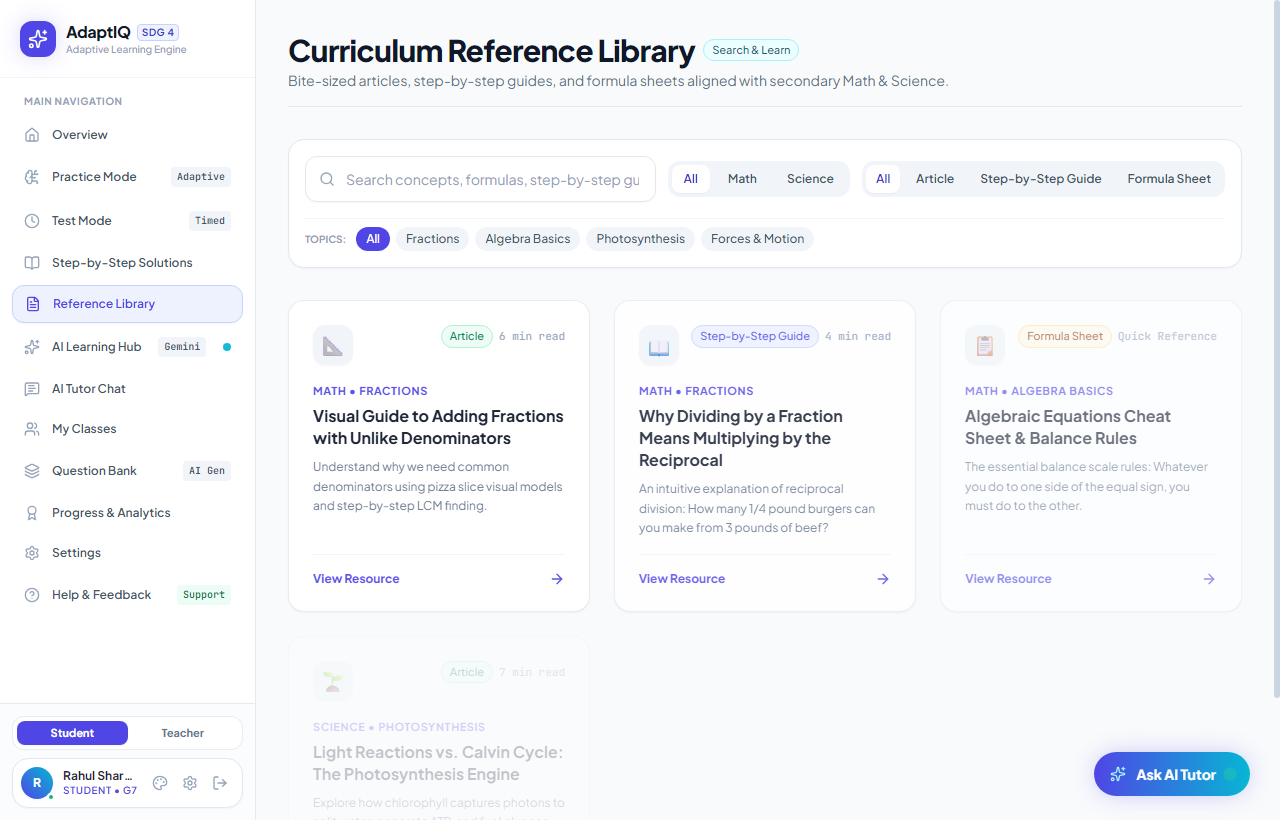 AdaptIQ SDG 4
Adaptive Learning Engine
MAIN NAVIGATION
Overview
Practice Mode Adaptive
Test Mode Timed
Step-by-Step Solutions
Reference Library
AI Learning Hub Gemini
AI Tutor Chat
My Classes
Question Bank AI Gen
Progress & Analytics
Settings
Help & Feedback Support
Student Teacher
R
Rahul Shar...
STUDENT • G7
Curriculum Reference Library Search & Learn
Bite-sized articles, step-by-step guides, and formula sheets aligned with secondary Math & Science.
Search concepts, formulas, step-by-step gu
All Math Science
All Article Step-by-Step Guide Formula Sheet
TOPICS: All Fractions Algebra Basics Photosynthesis Forces & Motion
Article 6 min read
MATH • FRACTIONS
Visual Guide to Adding Fractions
with Unlike Denominators
Understand why we need common
denominators using pizza slice visual models
and step-by-step LCM finding.
View Resource
Step-by-Step Guide 4 min read
MATH • FRACTIONS
Why Dividing by a Fraction
Means Multiplying by the
Reciprocal
An intuitive explanation of reciprocal
division: How many 1/4 pound burgers can
you make from 3 pounds of beef?
View Resource
Formula Sheet Quick Reference
MATH • ALGEBRA BASICS
Algebraic Equations Cheat
Sheet & Balance Rules
The essential balance scale rules: Whatever
you do to one side of the equal sign, you
must do to the other.
View Resource
Article 7 min read
SCIENCE • PHOTOSYNTHESIS
Light Reactions vs. Calvin Cycle:
The Photosynthesis Engine
Explore how chlorophyll captures photons to
Ask AI Tutor